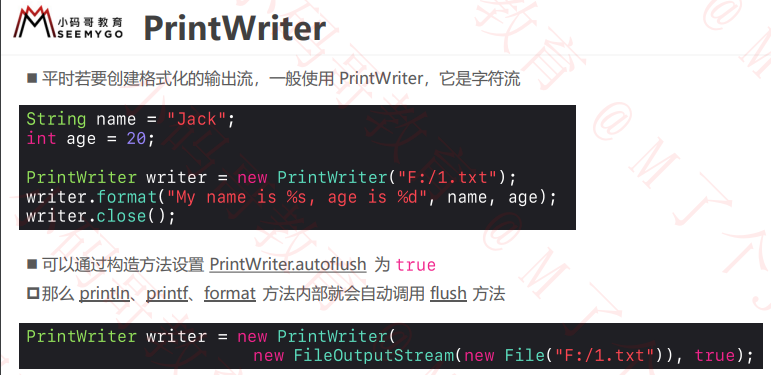 小码哥教育
SEEMYGO
PrintWriter
平时若要创建格式化的输出流，一般使用 PrintWriter，它是字符流
String name = "Jack";
int age = 20;
PrintWriter writer = new PrintWriter("F:/1.txt");
writer.format("My name is %s, age is %d", name, age);
writer.close();
可以通过构造方法设置 PrintWriter.autoflush 为 true
那么 println、printf、format 方法内部就会自动调用 flush 方法
PrintWriter writer = new PrintWriter(
new FileOutputStream(new File("F:/1.txt")), true);